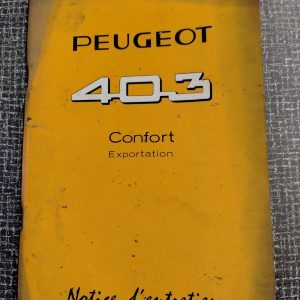 PEUGEOT
403
Confort
Exportation
Notice d'entretien